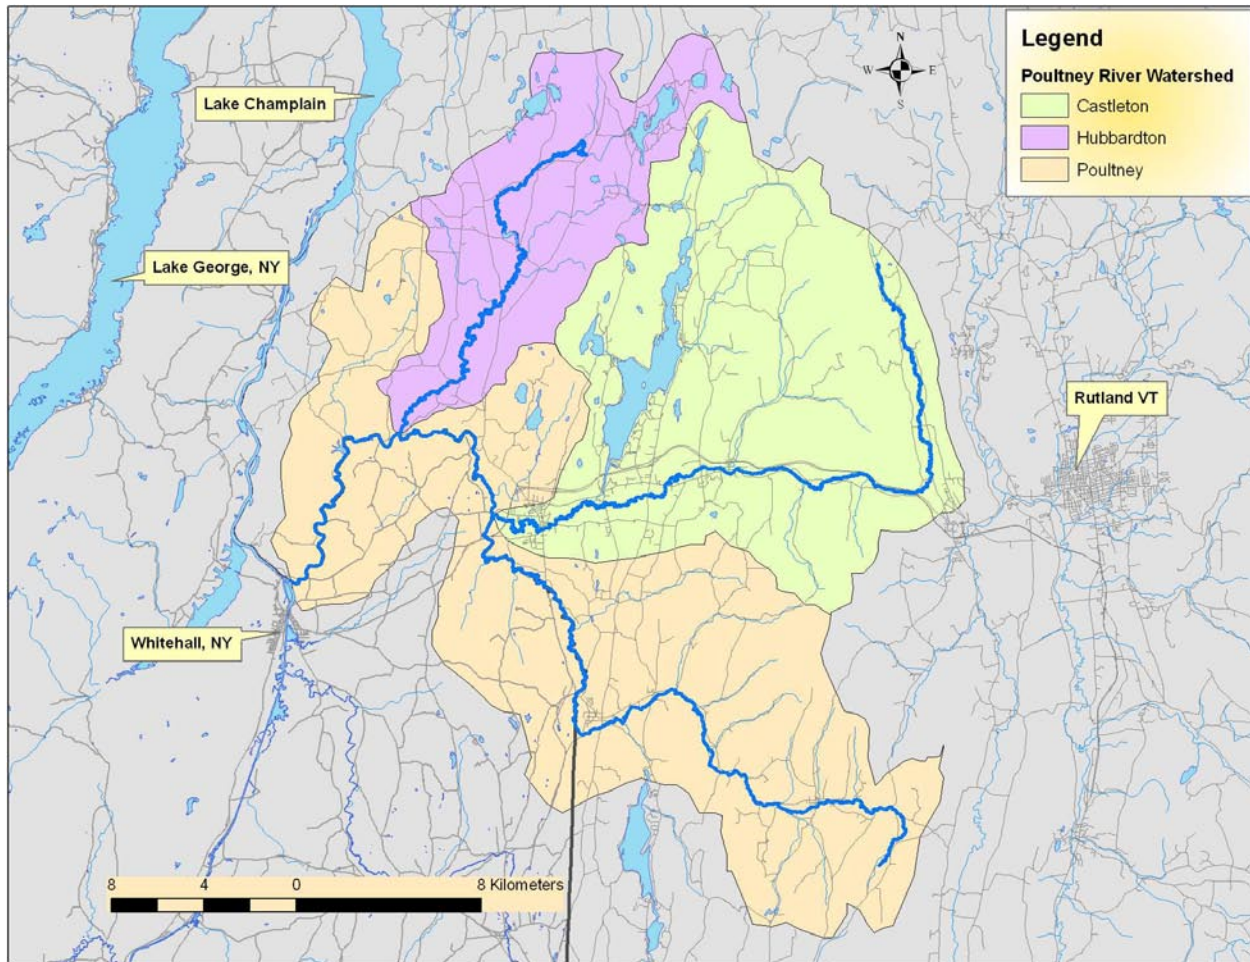 Legend
Poultney River Watershed
Castleton
Hubbardton
Poultney
N
W E
S
Lake Champlain
Lake George, NY
Rutland VT
Whitehall, NY
8 4 0 8 Kilometers